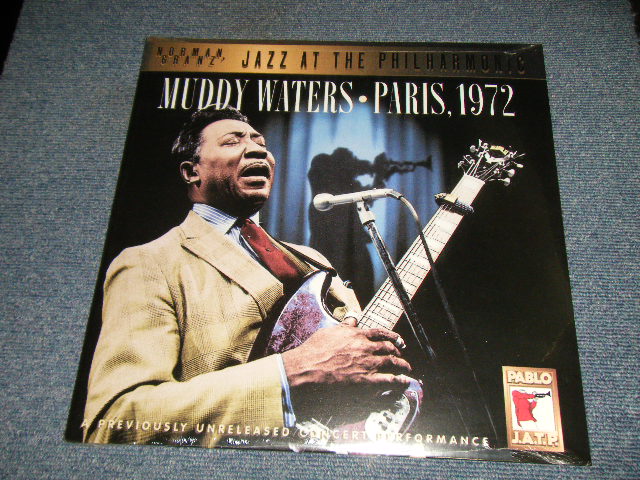 NORMAN GRANZ' JAZZ AT THE PHILHARMONIC
MUDDY WATERS • PARIS, 1972
PABLO
J.A.T.P.
A PREVIOUSLY UNRELEASED CONCERT PERFORMANCE